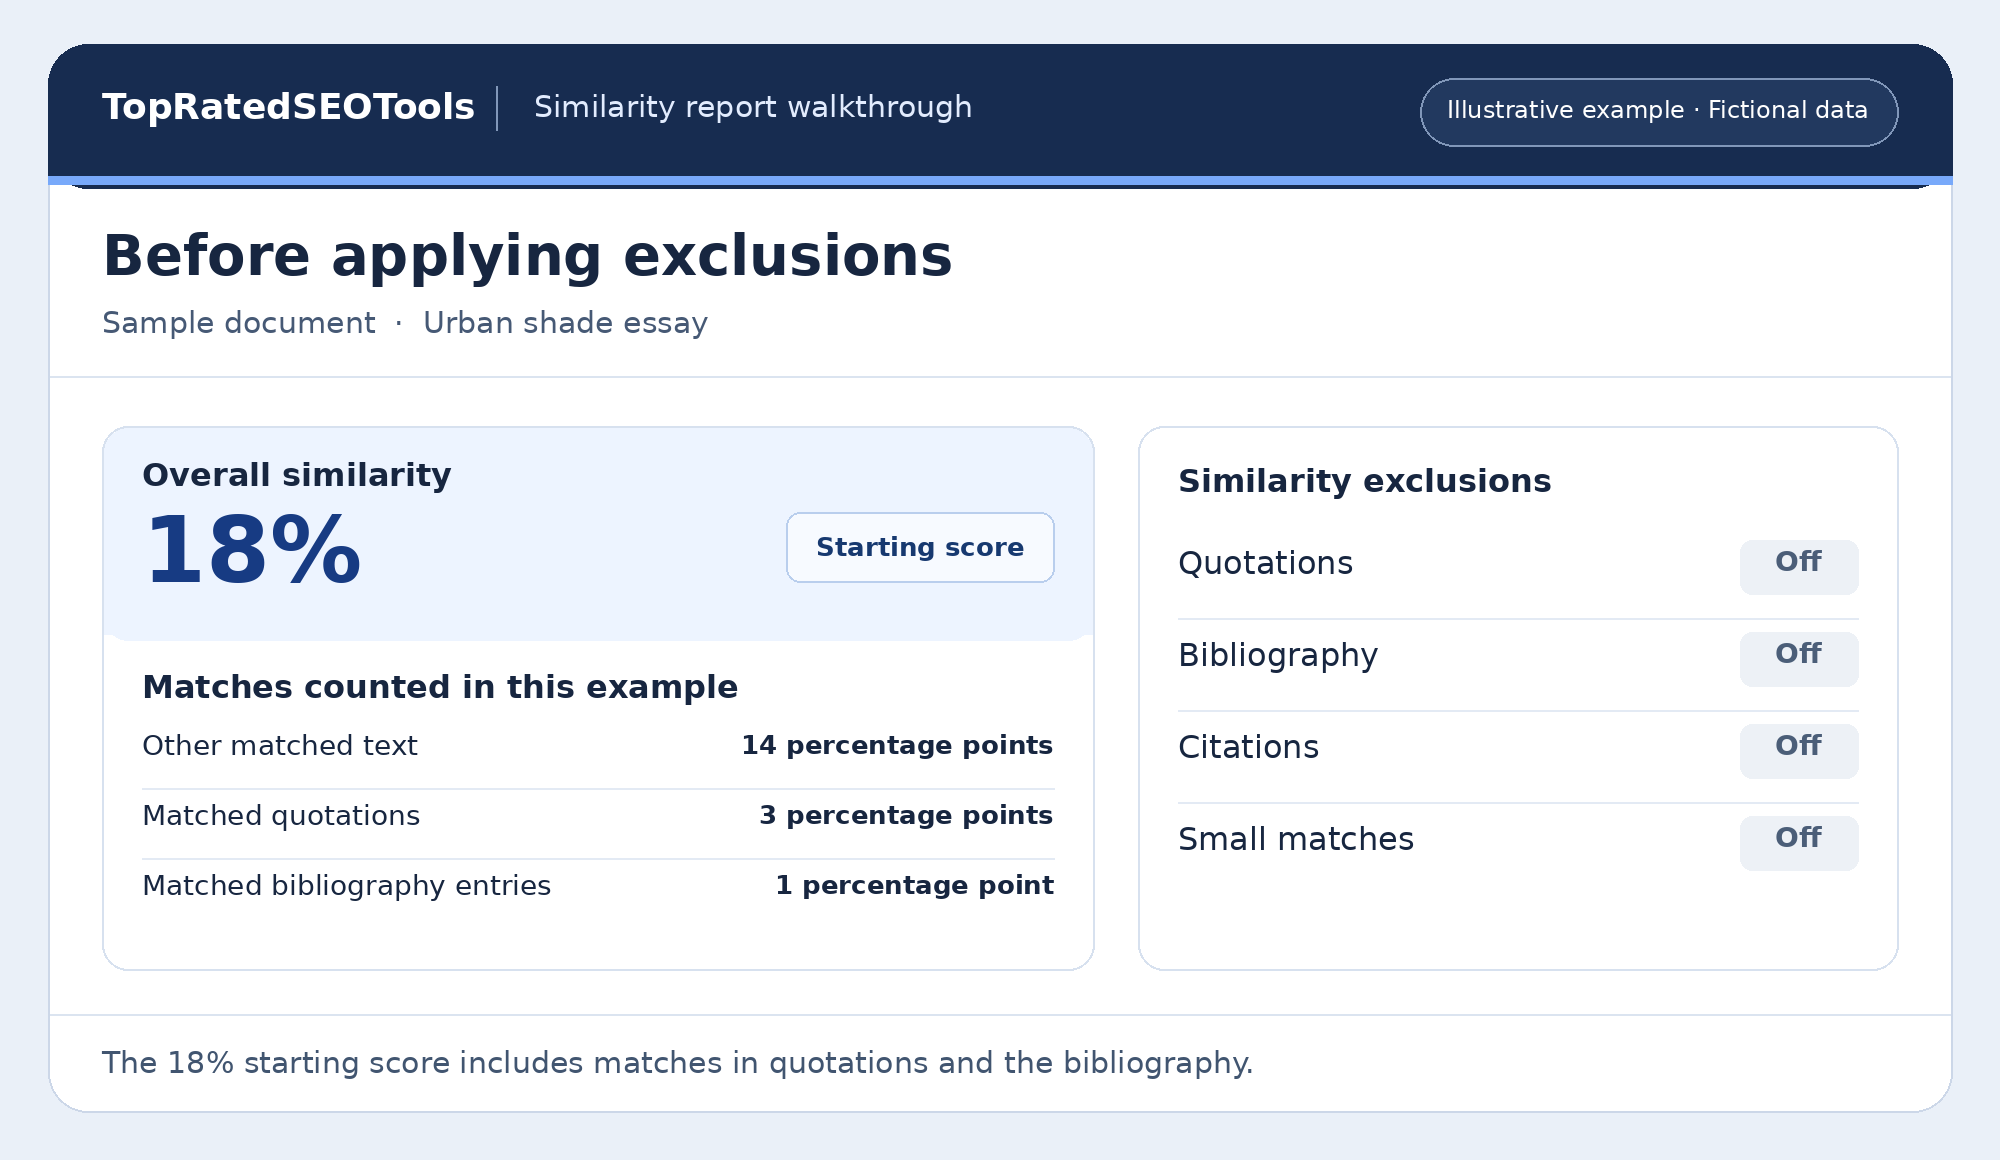 TopRatedSEOTools
Similarity report walkthrough
Illustrative example · Fictional data
Before applying exclusions
Sample document · Urban shade essay
Overall similarity
18%
Starting score
Matches counted in this example
Other matched text 14 percentage points
Matched quotations 3 percentage points
Matched bibliography entries 1 percentage point
Similarity exclusions
Quotations Off
Bibliography Off
Citations Off
Small matches Off
The 18% starting score includes matches in quotations and the bibliography.